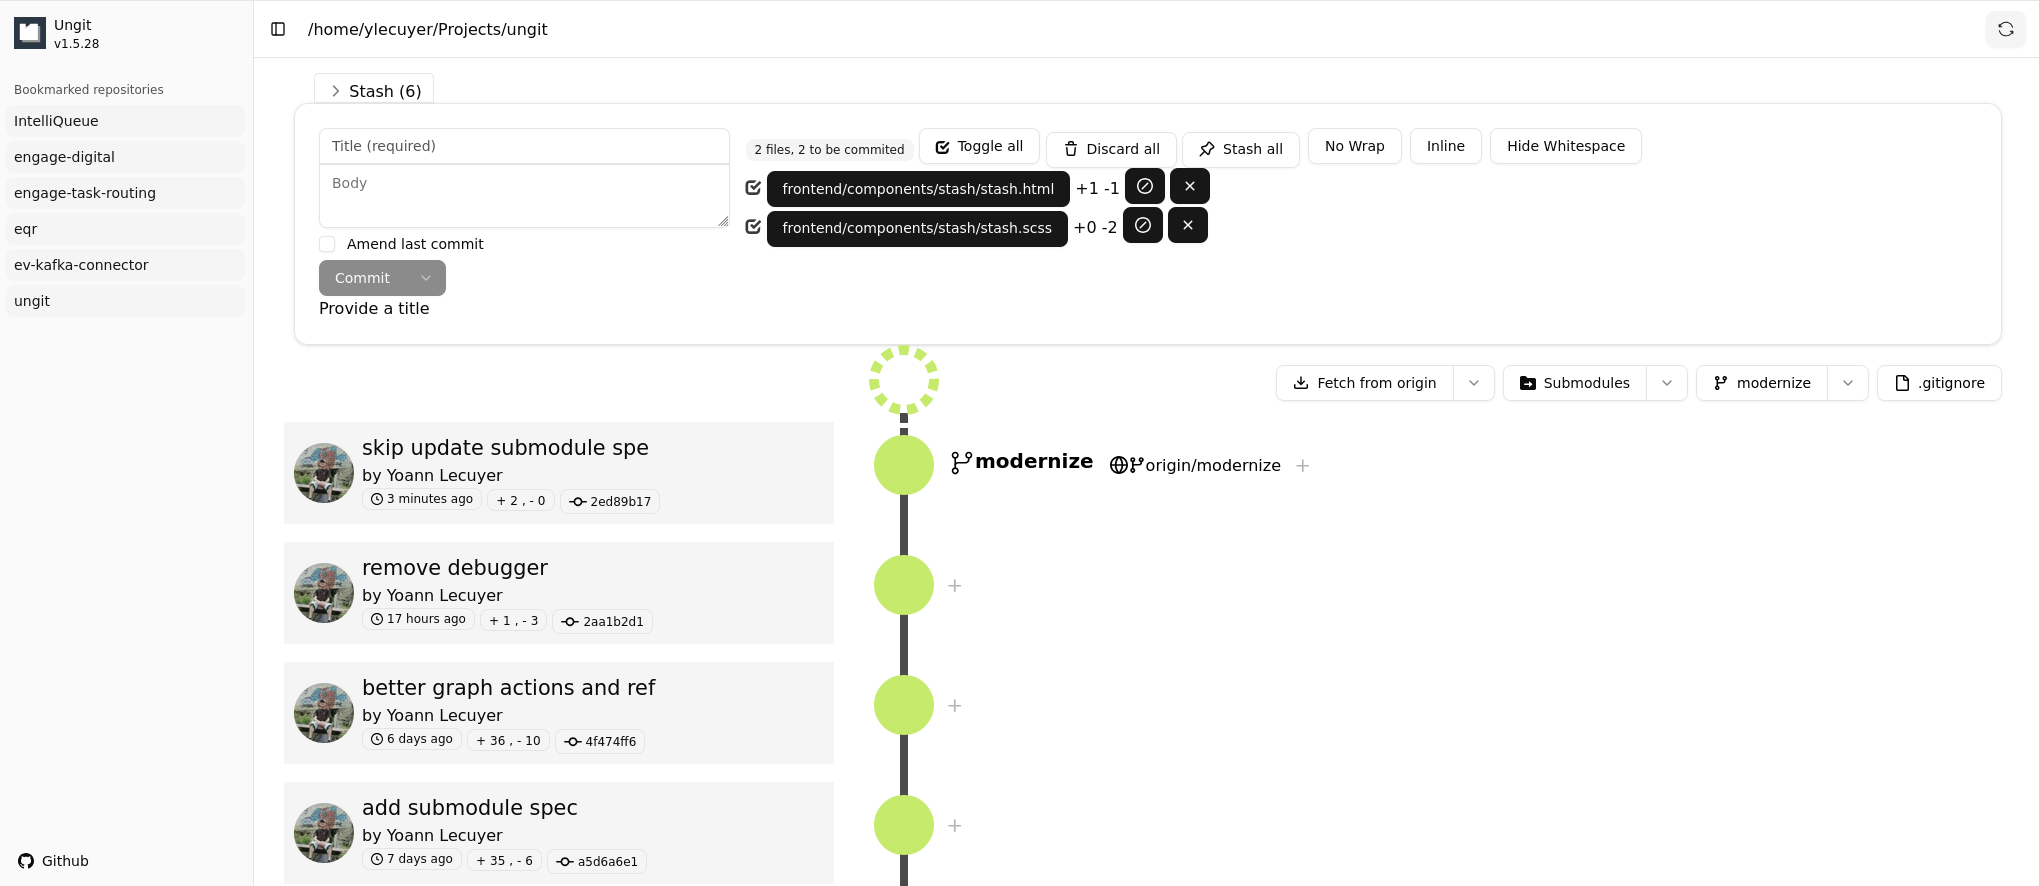 Ungit
v1.5.28
Bookmarked repositories
IntelliQueue
engage-digital
engage-task-routing
eqr
ev-kafka-connector
ungit
Github
/home/ylecuyer/Projects/ungit
Stash (6)
Title (required)
Body
Amend last commit
Commit
Provide a title
2 files, 2 to be commited
Toggle all
Discard all
Stash all
No Wrap
Inline
Hide Whitespace
frontend/components/stash/stash.html +1 -1
frontend/components/stash/stash.scss +0 -2
Fetch from origin
Submodules
modernize
.gitignore
skip update submodule spe
by Yoann Lecuyer
3 minutes ago + 2 , - 0 2ed89b17
modernize origin/modernize +
remove debugger
by Yoann Lecuyer
17 hours ago + 1 , - 3 2aa1b2d1
+
better graph actions and ref
by Yoann Lecuyer
6 days ago + 36 , - 10 4f474ff6
+
add submodule spec
by Yoann Lecuyer
7 days ago + 35 , - 6 a5d6a6e1
+